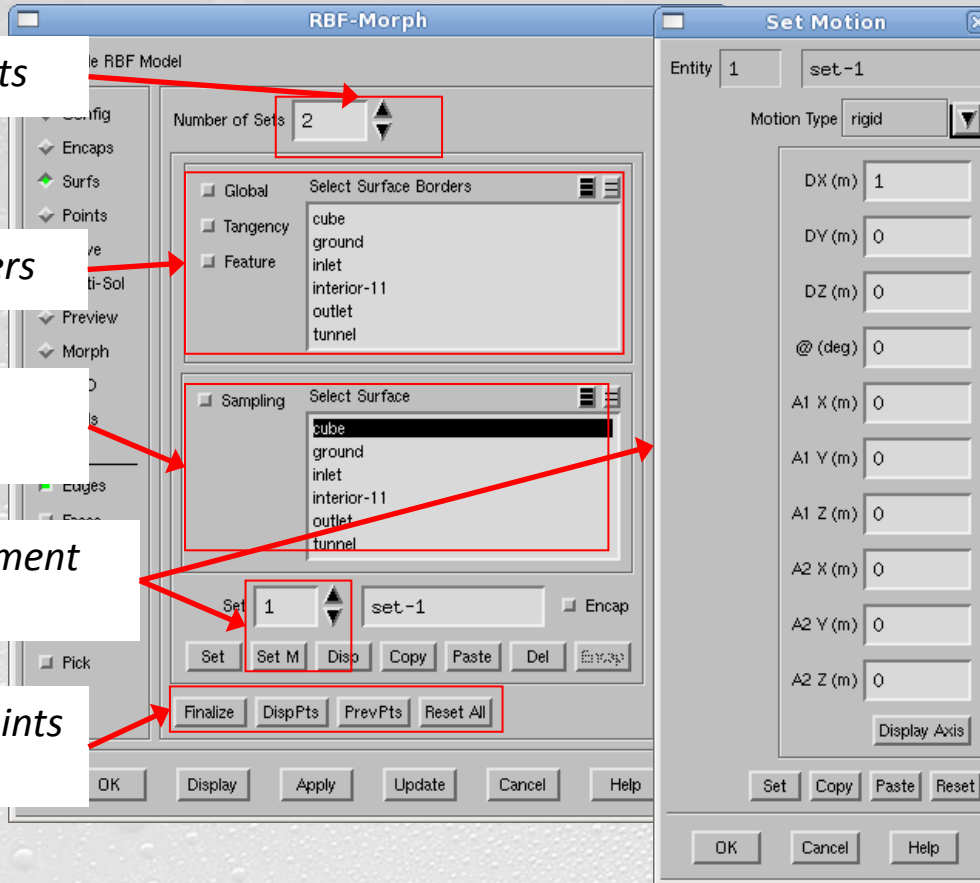 RBF-Morph
e RBF Model
ts
Config
Encaps
Surfs
Points
ve
ers
ti-Sol
Preview
Morph
s
Edges
ment
Pick
ints
Number of Sets 2
Global
Tangency
Feature
Select Surface Borders
cube
ground
inlet
interior-11
outlet
tunnel
Sampling
Select Surface
cube
ground
inlet
interior-11
outlet
tunnel
Set 1 set-1 Encap
Set Set M Disp Copy Paste Del Encap
Finalize DispPts PrevPts Reset All
OK Display Apply Update Cancel Help
Set Motion
Entity 1 set-1
Motion Type rigid
DX (m) 1
DY (m) 0
DZ (m) 0
@ (deg) 0
A1 X (m) 0
A1 Y (m) 0
A1 Z (m) 0
A2 X (m) 0
A2 Y (m) 0
A2 Z (m) 0
Display Axis
Set Copy Paste Reset
OK Cancel Help